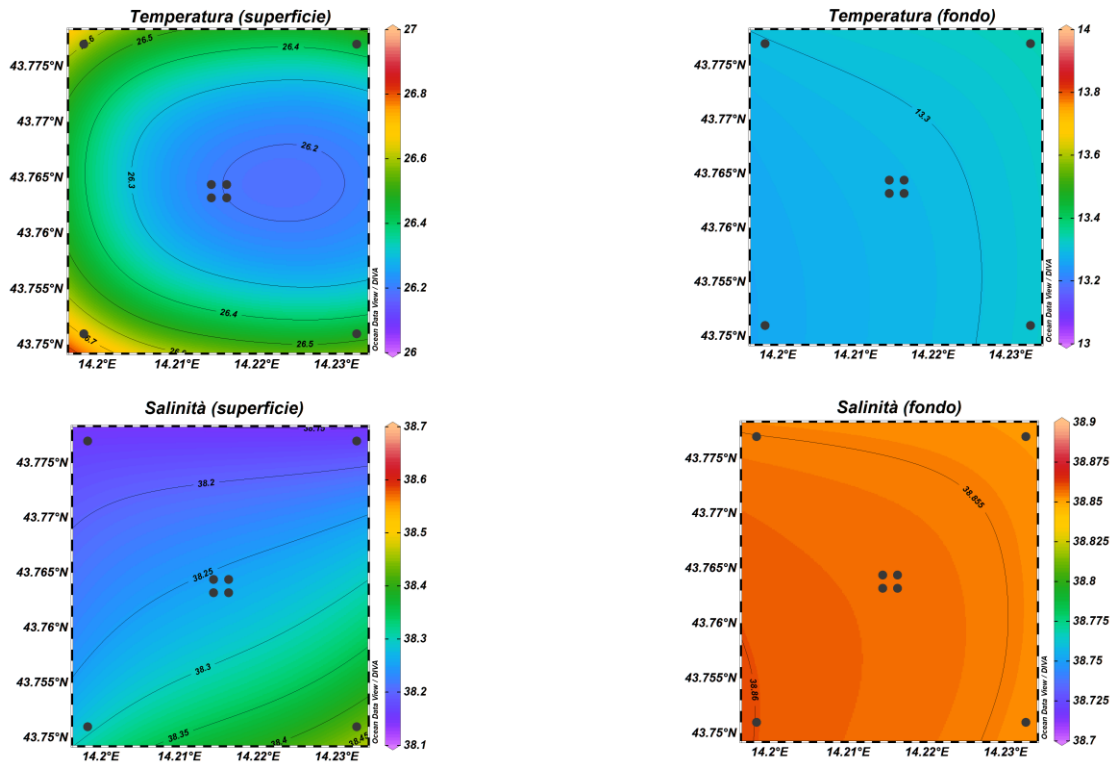 Temperatura (superficie)
43.775°N
43.77°N
43.765°N
43.76°N
43.755°N
43.75°N
14.2°E
14.21°E
14.22°E
14.23°E
26.5
26.4
26.2
26.3
26.4
26.5
26.7
Ocean Data View / DIVA
27
26.8
26.6
26.4
26.2
26
Temperatura (fondo)
43.775°N
43.77°N
43.765°N
43.76°N
43.755°N
43.75°N
14.2°E
14.21°E
14.22°E
14.23°E
13.3
Ocean Data View / DIVA
14
13.8
13.6
13.4
13.2
13
Salinità (superficie)
43.775°N
43.77°N
43.765°N
43.76°N
43.755°N
43.75°N
14.2°E
14.21°E
14.22°E
14.23°E
38.2
38.25
38.3
38.35
38.4
38.45
Ocean Data View / DIVA
38.7
38.6
38.5
38.4
38.3
38.2
38.1
Salinità (fondo)
43.775°N
43.77°N
43.765°N
43.76°N
43.755°N
43.75°N
14.2°E
14.21°E
14.22°E
14.23°E
38.855
38.86
Ocean Data View / DIVA
38.9
38.875
38.85
38.825
38.8
38.775
38.75
38.725
38.7